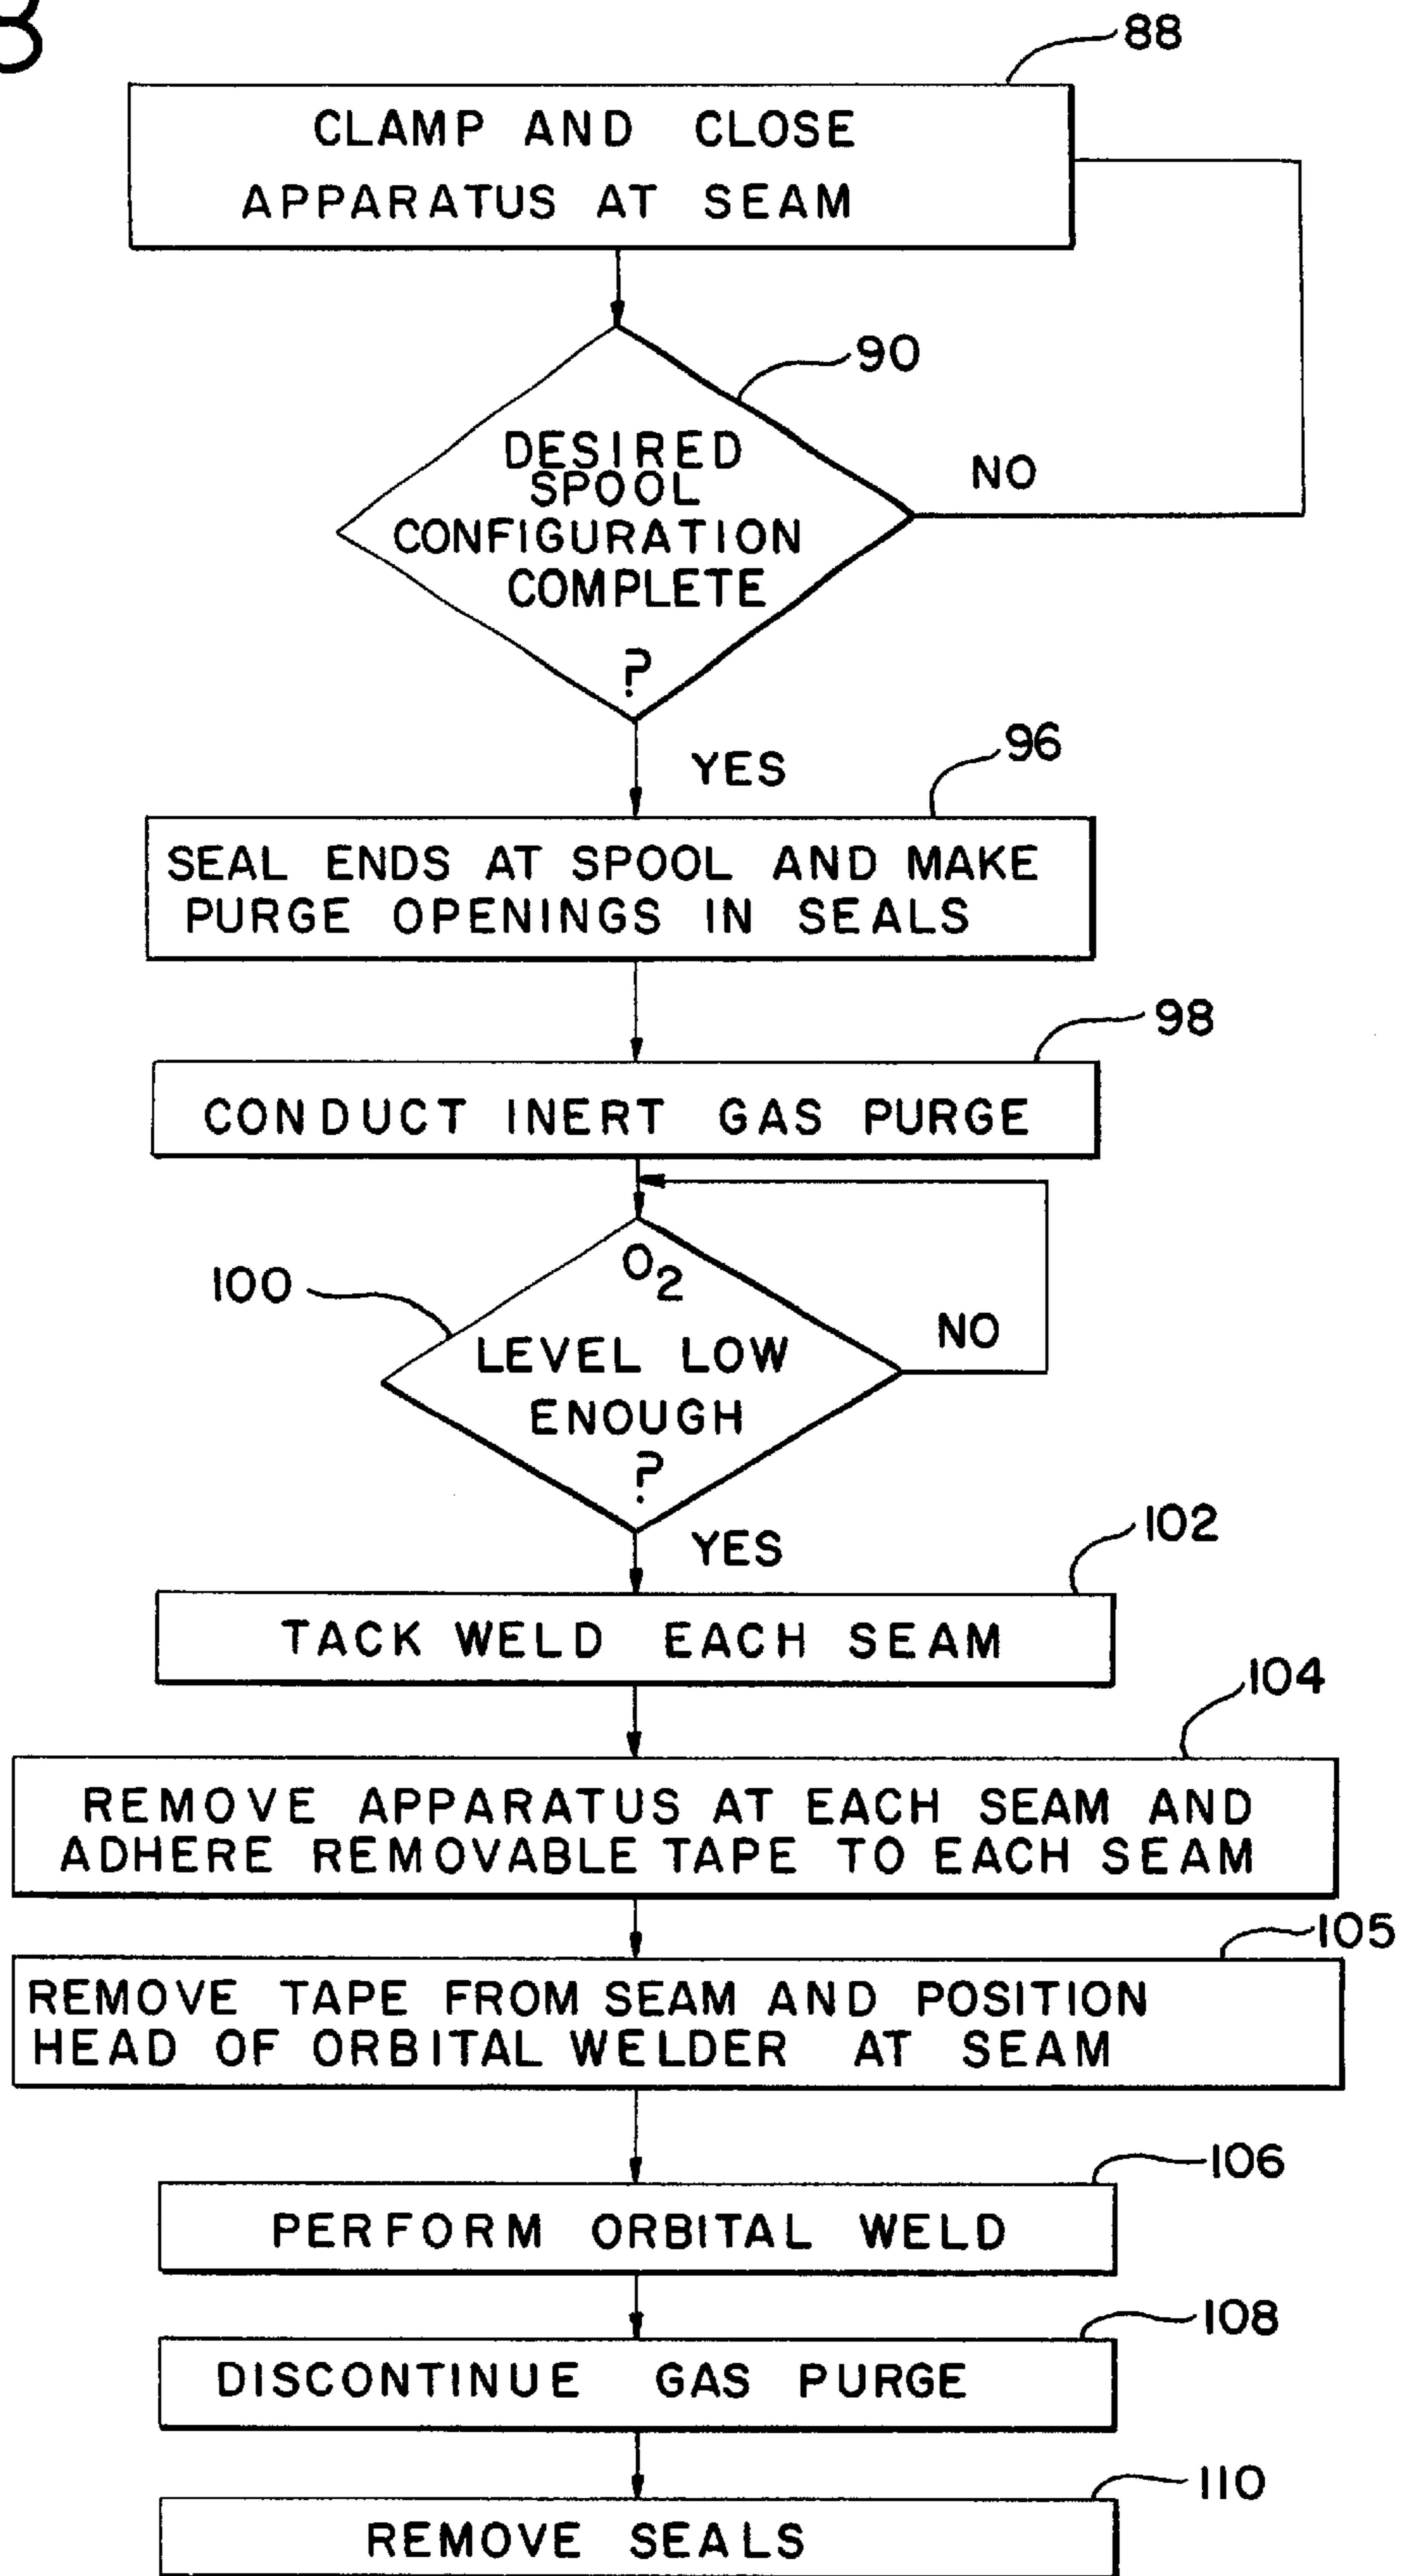 88
CLAMP AND CLOSE
APPARATUS AT SEAM
90
DESIRED
SPOOL
CONFIGURATION
COMPLETE
?
NO
YES
96
SEAL ENDS AT SPOOL AND MAKE
PURGE OPENINGS IN SEALS
98
CONDUCT INERT GAS PURGE
100
O2
LEVEL LOW
ENOUGH
?
NO
YES
102
TACK WELD EACH SEAM
104
REMOVE APPARATUS AT EACH SEAM AND
ADHERE REMOVABLE TAPE TO EACH SEAM
105
REMOVE TAPE FROM SEAM AND POSITION
HEAD OF ORBITAL WELDER AT SEAM
106
PERFORM ORBITAL WELD
108
DISCONTINUE GAS PURGE
110
REMOVE SEALS